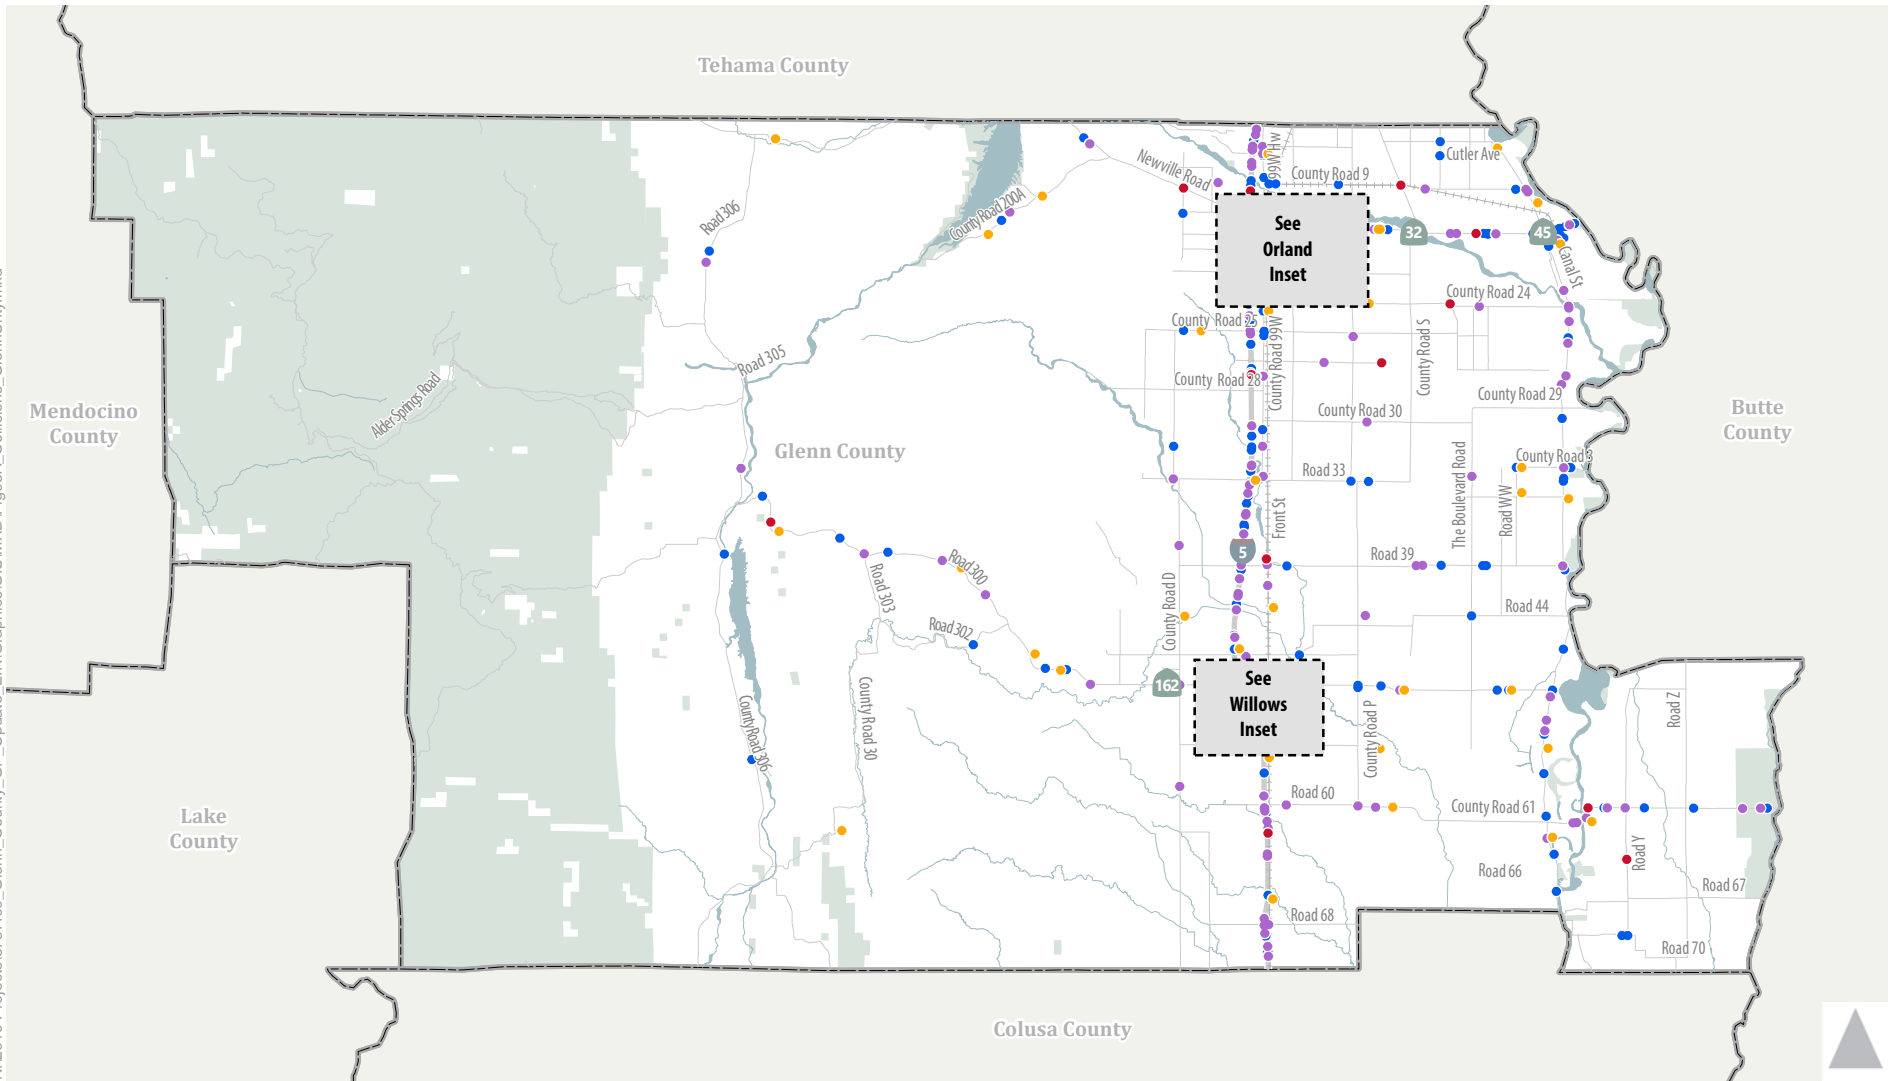 Tehama County
Cutler Ave
99W Hw
Newville Road
County Road 9
Road 306
County Road 200A
See
Orland
Inset
32
45
Canal St
County Road 24
County Road 25
County Road 99W
County Road S
Road 305
County Road 28
County Road 29
Alder Springs Road
Mendocino
County
County Road 30
Butte
County
Glenn County
County Road 3
Road 33
The Boulevard Road
Road WW
Front St
5
Road 39
Road 300
Road 303
County Road D
Road 44
Road 302
162
See
Willows
Inset
County Road 30
County Road P
Road Z
County Road 306
Road 60
County Road 61
Lake
County
Road Y
Road 66
Road 67
Road 68
Road 70
Colusa County